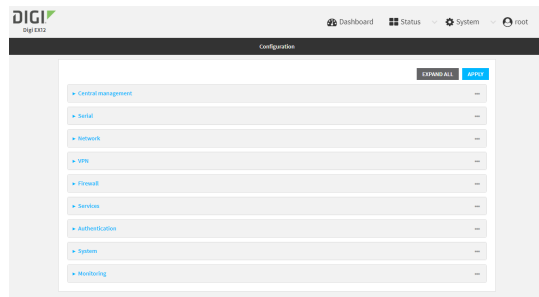 DIGI
Digi EX12
Dashboard Status System root
Configuration
EXPAND ALL APPLY
Central management
Serial
Network
VPN
Firewall
Services
Authentication
System
Monitoring